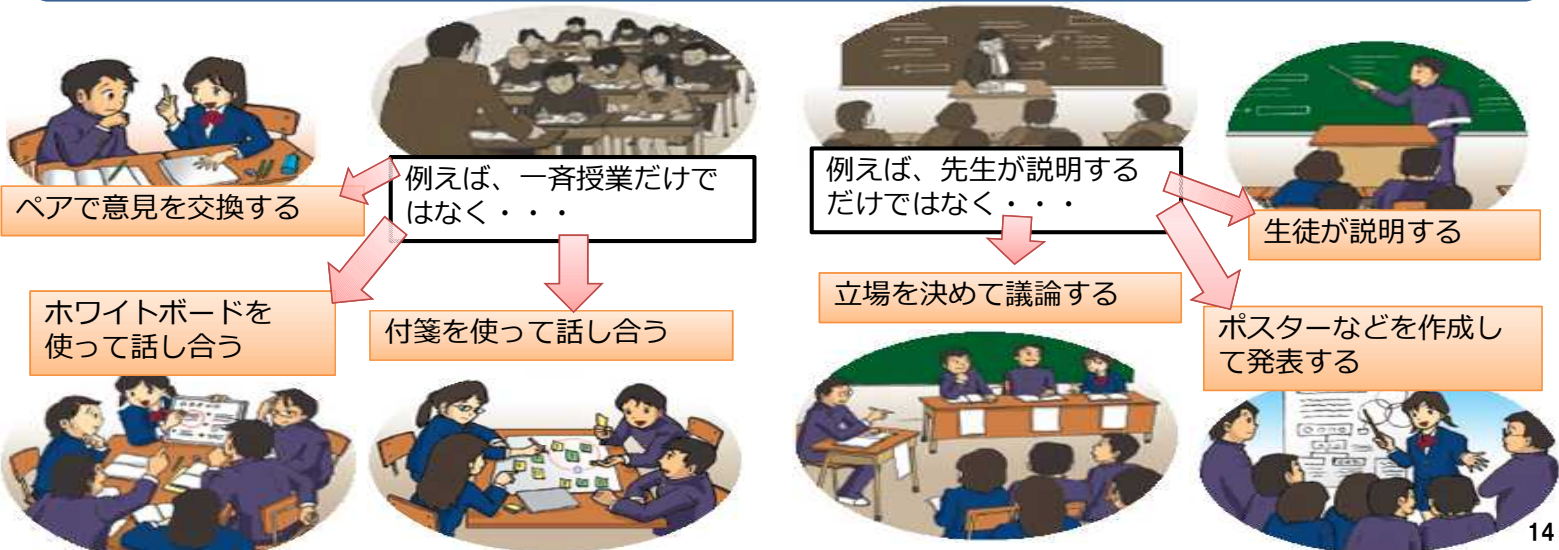 例えば、一斉授業だけで
はなく・・・
ペアで意見を交換する
ホワイトボードを
使って話し合う
付箋を使って話し合う
例えば、先生が説明する
だけではなく・・・
生徒が説明する
立場を決めて議論する
ポスターなどを作成し
て発表する
14